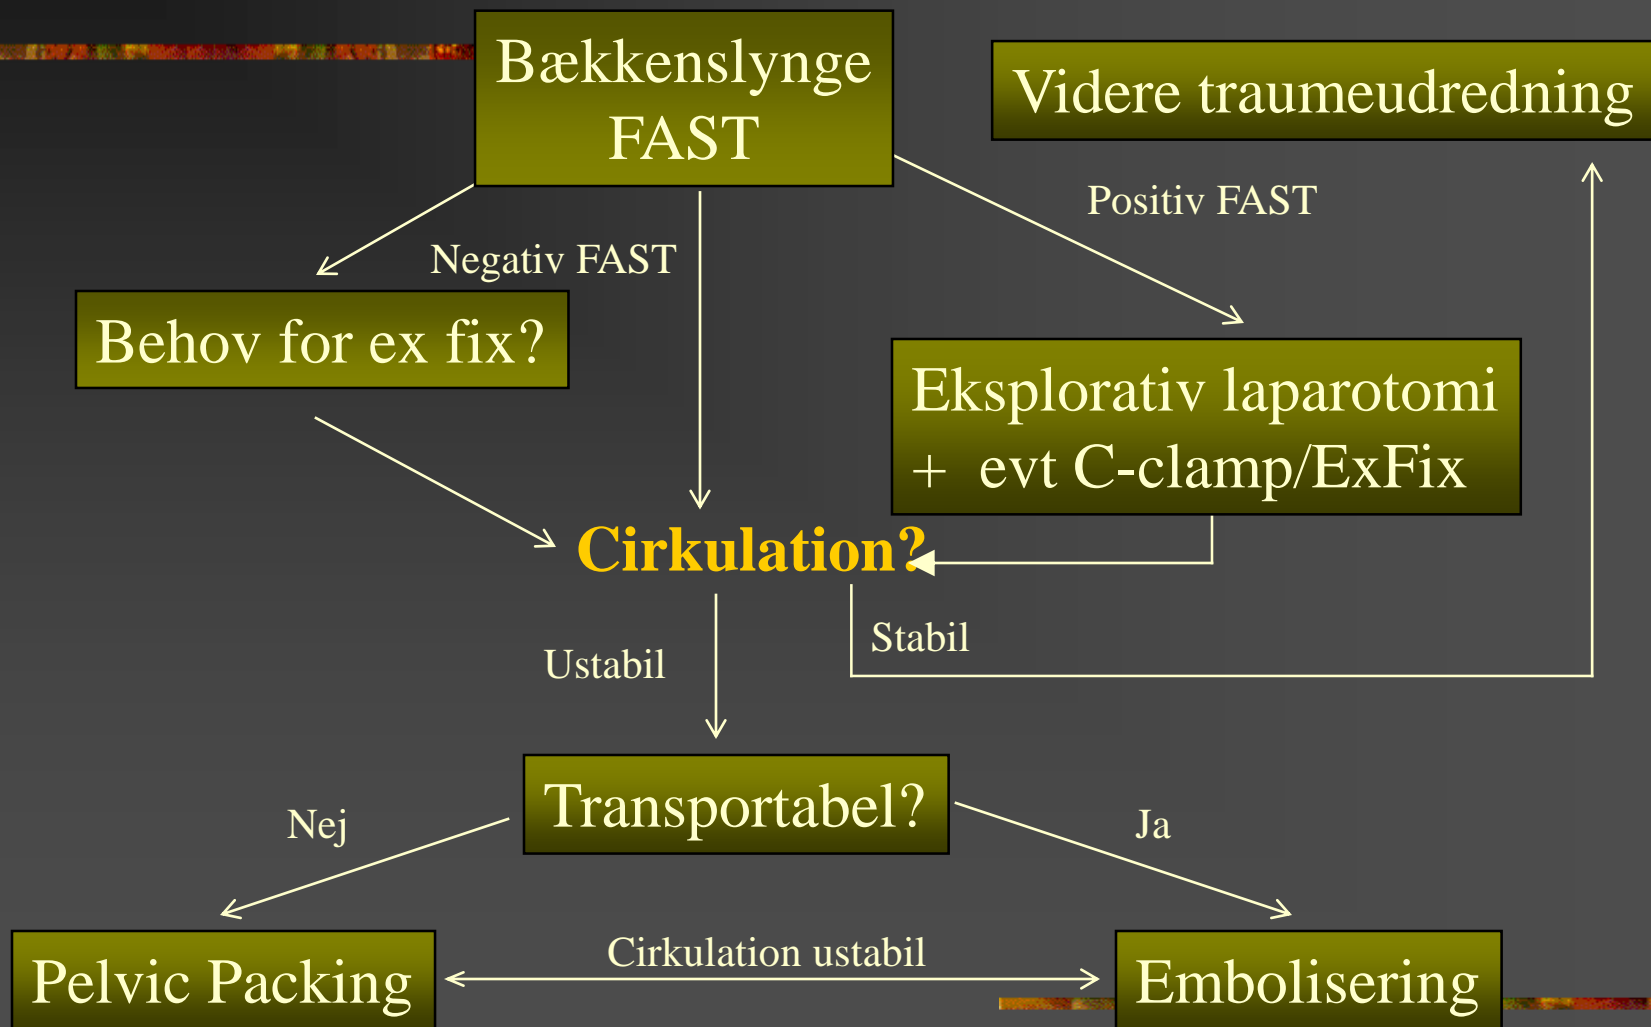 Bækkenslynge
FAST
Videre traumeudredning
Positiv FAST
Negativ FAST
Behov for ex fix?
Eksplorativ laparotomi
+ evt C-clamp/ExFix
Cirkulation?
Stabil
Ustabil
Transportabel?
Nej
Ja
Cirkulation ustabil
Pelvic Packing
Embolisering